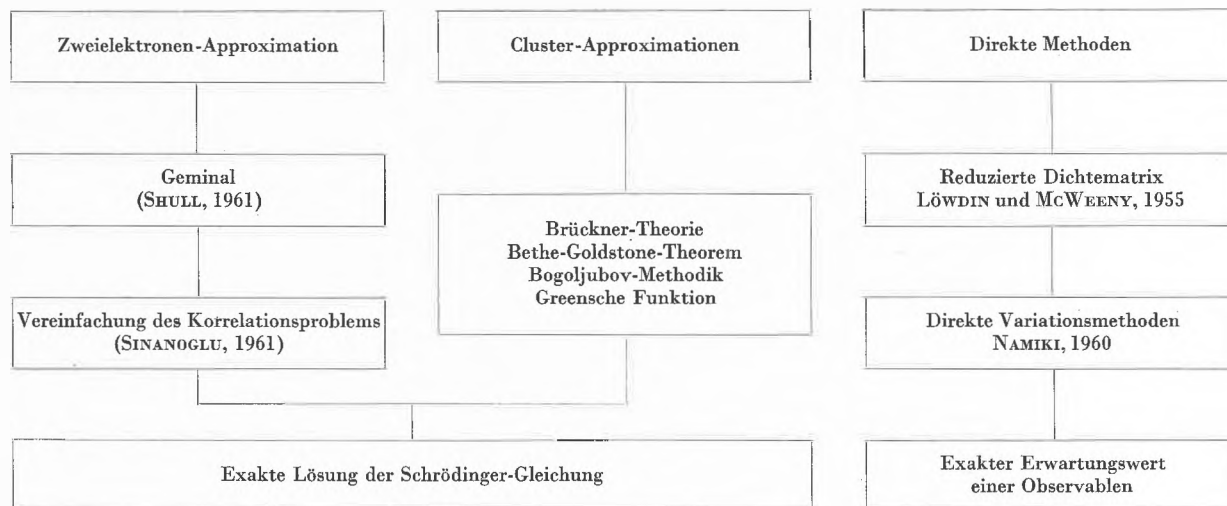 Zweielektronen-Approximation
Cluster-Approximationen
Direkte Methoden
Geminal
(SHULL, 1961)
Brückner-Theorie
Bethe-Goldstone-Theorem
Bogoljubov-Methodik
Greensche Funktion
Reduzierte Dichtematrix
LÖWDIN und MCWEENY, 1955
Vereinfachung des Korrelationsproblems
(SINANOGLU, 1961)
Direkte Variationsmethoden
NAMIKI, 1960
Exakte Lösung der Schrödinger-Gleichung
Exakter Erwartungswert
einer Observablen